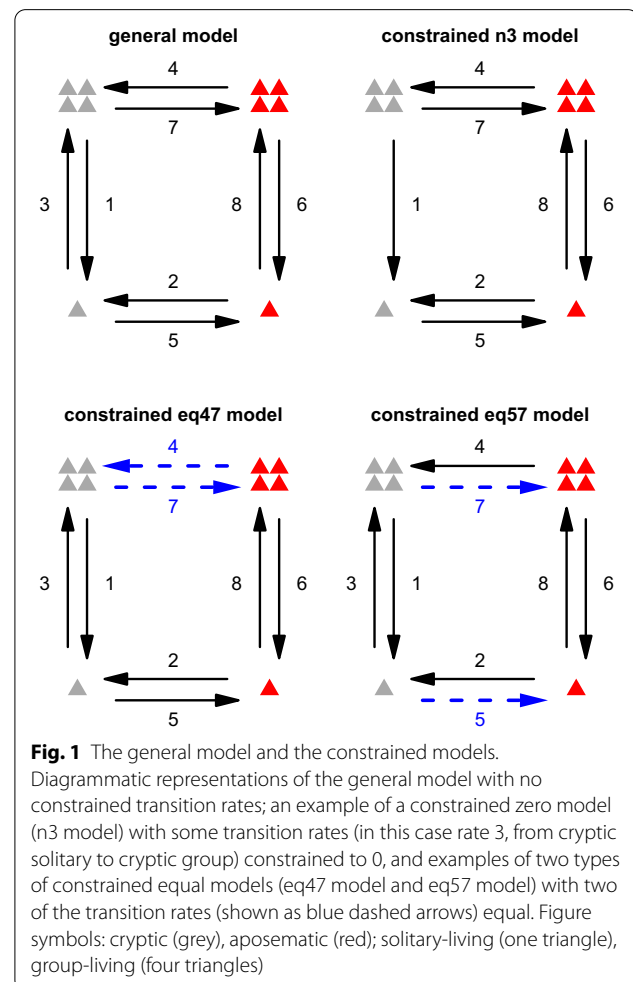 general model
constrained n3 model
4
7
3
1
8
6
2
5
4
7
1
8
6
2
5
constrained eq47 model
constrained eq57 model
4
7
3
1
8
6
2
5
4
7
3
1
8
6
2
5
Fig. 1 The general model and the constrained models.
Diagrammatic representations of the general model with no
constrained transition rates; an example of a constrained zero model
(n3 model) with some transition rates (in this case rate 3, from cryptic
solitary to cryptic group) constrained to 0, and examples of two types
of constrained equal models (eq47 model and eq57 model) with two
of the transition rates (shown as blue dashed arrows) equal. Figure
symbols: cryptic (grey), aposematic (red); solitary-living (one triangle),
group-living (four triangles)